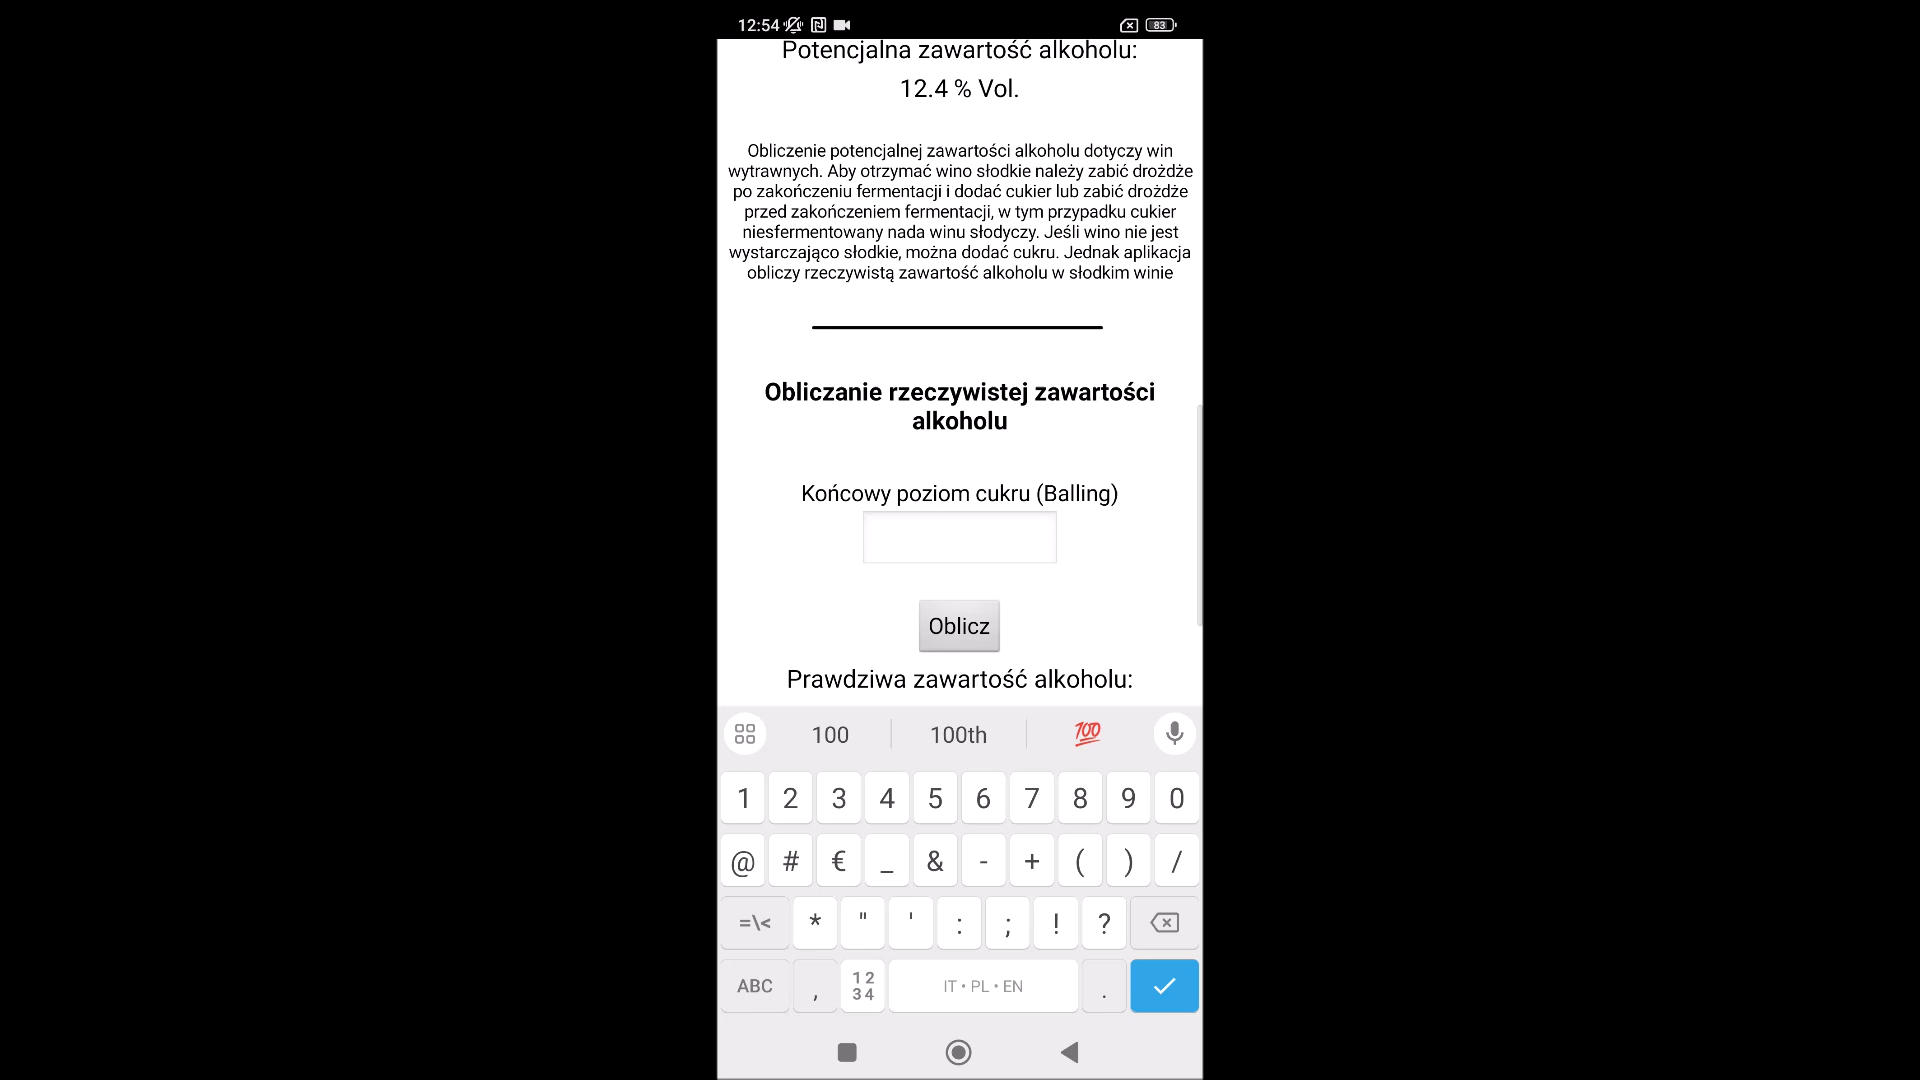 12:54 83
Potencjalna zawartość alkoholu:
12.4 % Vol.
Obliczenie potencjalnej zawartości alkoholu dotyczy win
wytrawnych. Aby otrzymać wino słodkie należy zabić drożdże
po zakończeniu fermentacji i dodać cukier lub zabić drożdże
przed zakończeniem fermentacji, w tym przypadku cukier
niesfermentowany nada winu słodyczy. Jeśli wino nie jest
wystarczająco słodkie, można dodać cukru. Jednak aplikacja
obliczy rzeczywistą zawartość alkoholu w słodkim winie
Obliczanie rzeczywistej zawartości
alkoholu
Końcowy poziom cukru (Balling)
Oblicz
Prawdziwa zawartość alkoholu:
100 100th 💯
1 2 3 4 5 6 7 8 9 0
@ # € _ & - + ( ) /
=\< * " ' : ; ! ?
ABC , 12 34 IT • PL • EN .